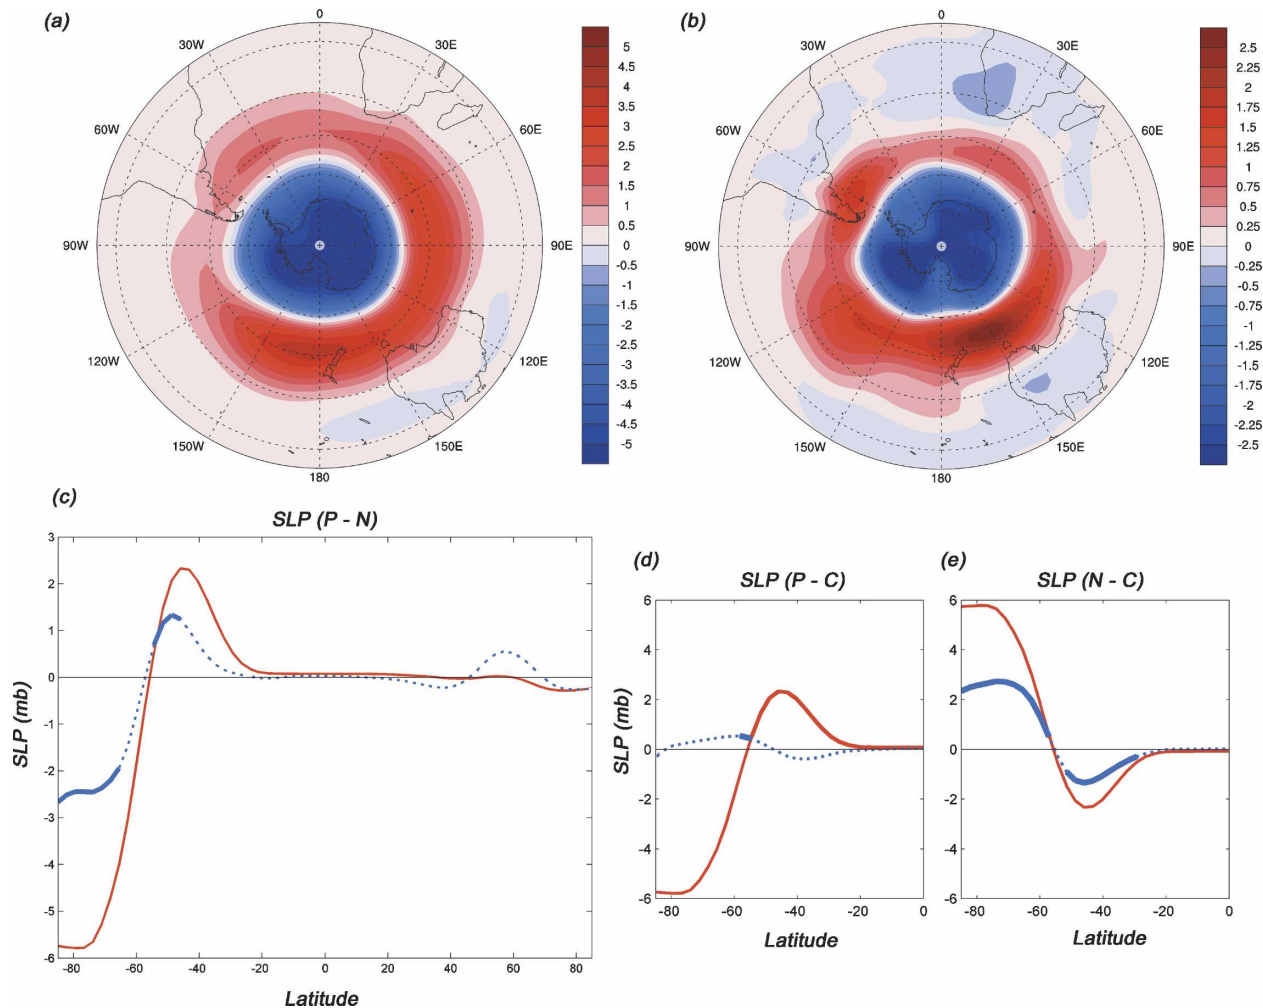 (a)
0
30W
30E
60W
60E
90W
90E
120W
120E
150W
150E
180
5
4.5
4
3.5
3
2.5
2
1.5
1
0.5
0
-0.5
-1
-1.5
-2
-2.5
-3
-3.5
-4
-4.5
-5
(b)
0
30W
30E
60W
60E
90W
90E
120W
120E
150W
150E
180
2.5
2.25
2
1.75
1.5
1.25
1
0.75
0.5
0.25
0
-0.25
-0.5
-0.75
-1
-1.25
-1.5
-1.75
-2
-2.25
-2.5
(c)
SLP (P - N)
3
2
1
0
-1
-2
-3
-4
-5
-6
SLP (mb)
-80 -60 -40 -20 0 20 40 60 80
Latitude
(d)
SLP (P - C)
6
4
2
0
-2
-4
-6
SLP (mb)
-80 -60 -40 -20 0
Latitude
(e)
SLP (N - C)
6
4
2
0
-2
-4
-6
-80 -60 -40 -20 0
Latitude